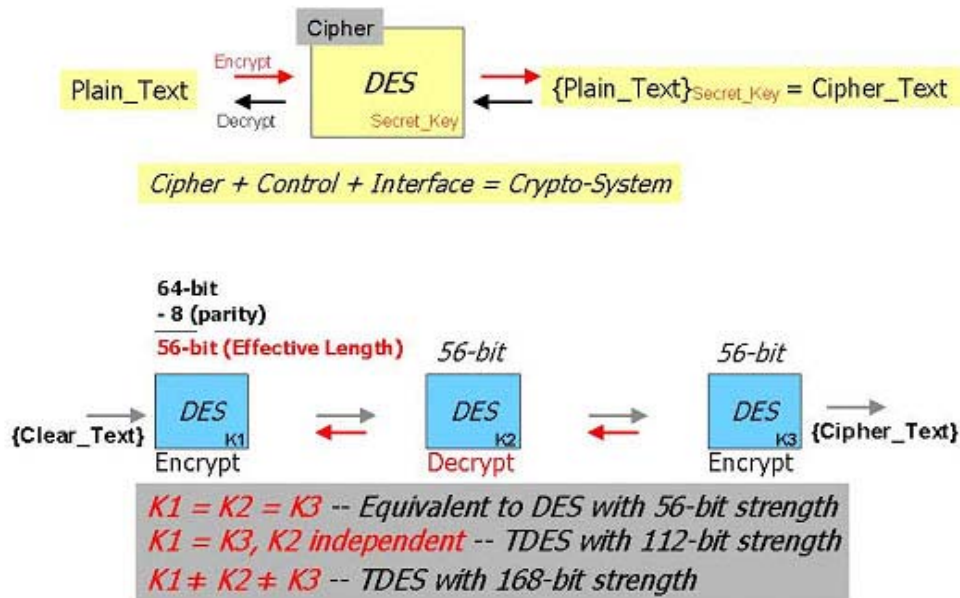 Cipher
Encrypt
Plain_Text
DES
{Plain_Text}Secret_Key = Cipher_Text
Decrypt
Secret_Key
Cipher + Control + Interface = Crypto-System
64-bit
- 8 (parity)
56-bit (Effective Length)
56-bit
56-bit
DES
DES
DES
{Clear_Text}
K1
K2
K3
{Cipher_Text}
Encrypt
Decrypt
Encrypt
K1 = K2 = K3 -- Equivalent to DES with 56-bit strength
K1 = K3, K2 independent -- TDES with 112-bit strength
K1 ≠ K2 ≠ K3 -- TDES with 168-bit strength